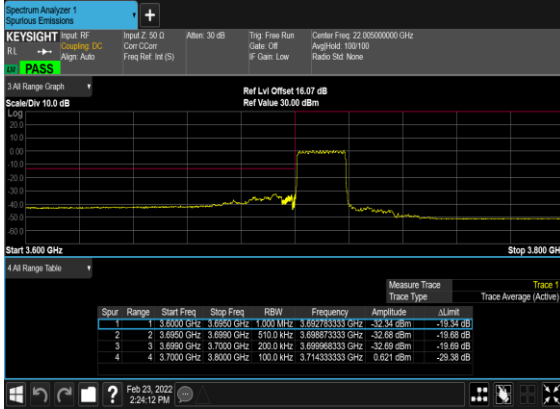 Spectrum Analyzer 1
Spurious Emissions
+
KEYSIGHT Input: RF Input Z: 50 Ω Atten: 30 dB Trig: Free Run Center Freq: 22.005000000 GHz
RL Coupling: DC Corr CCorr Gate: Off Avg|Hold: 100/100
Align: Auto Freq Ref: Int (S) IF Gain: Low Radio Std: None
PASS
3 All Range Graph
Ref Lvl Offset 16.07 dB
Scale/Div 10.0 dB Ref Value 30.00 dBm
Log
20.0
10.0
0.00
-10.0
-20.0
-30.0
-40.0
-50.0
-60.0
Start 3.600 GHz Stop 3.800 GH
4 All Range Table
Measure Trace Trace 1
Trace Type Trace Average (Active)
Spur Range Start Freq Stop Freq RBW Frequency Amplitude ΔLimit
1 1 3.6000 GHz 3.6950 GHz 1.000 MHz 3.692783333 GHz -32.34 dBm -19.34 dB
2 2 3.6950 GHz 3.6990 GHz 510.0 kHz 3.698873333 GHz -32.68 dBm -19.68 dB
3 3 3.6990 GHz 3.7000 GHz 200.0 kHz 3.699968333 GHz -32.69 dBm -19.69 dB
4 4 3.7000 GHz 3.8000 GHz 100.0 kHz 3.714333333 GHz 0.621 dBm -29.38 dB
? Feb 23, 2022
2:24:12 PM